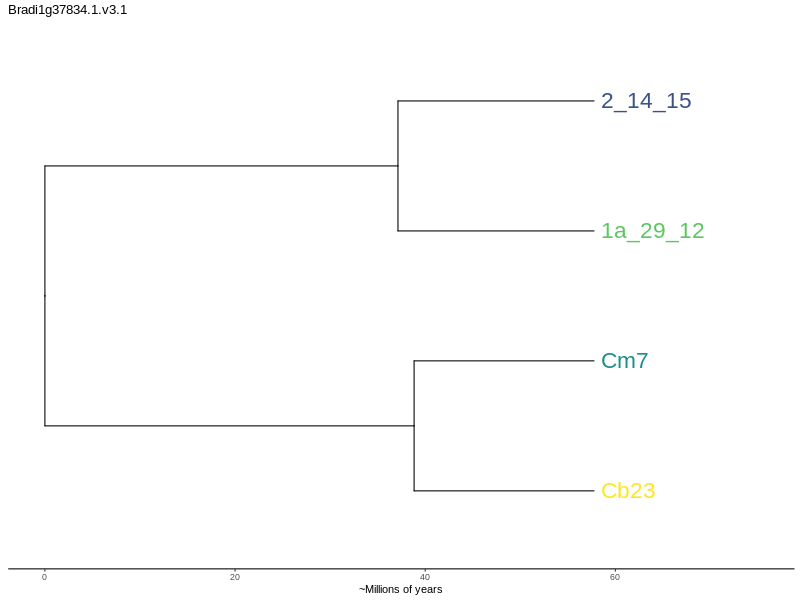 Bradi1g37834.1.v3.1
2_14_15
1a_29_12
Cm7
Cb23
0 20 40 60
~Millions of years